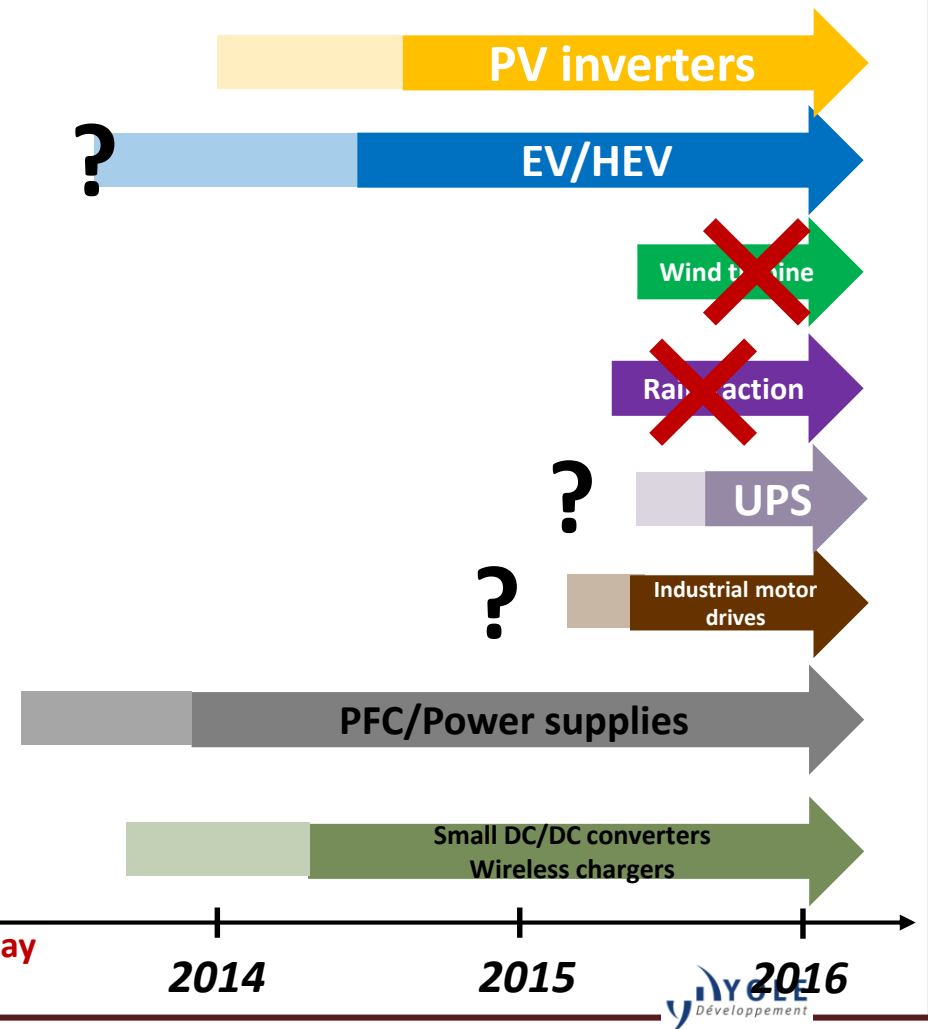 PV inverters
?
EV/HEV
Wind t ine
Rai action
?
UPS
?
Industrial motor
drives
PFC/Power supplies
Small DC/DC converters
Wireless chargers
ay
2014
2015
2016
YOLE
Développement